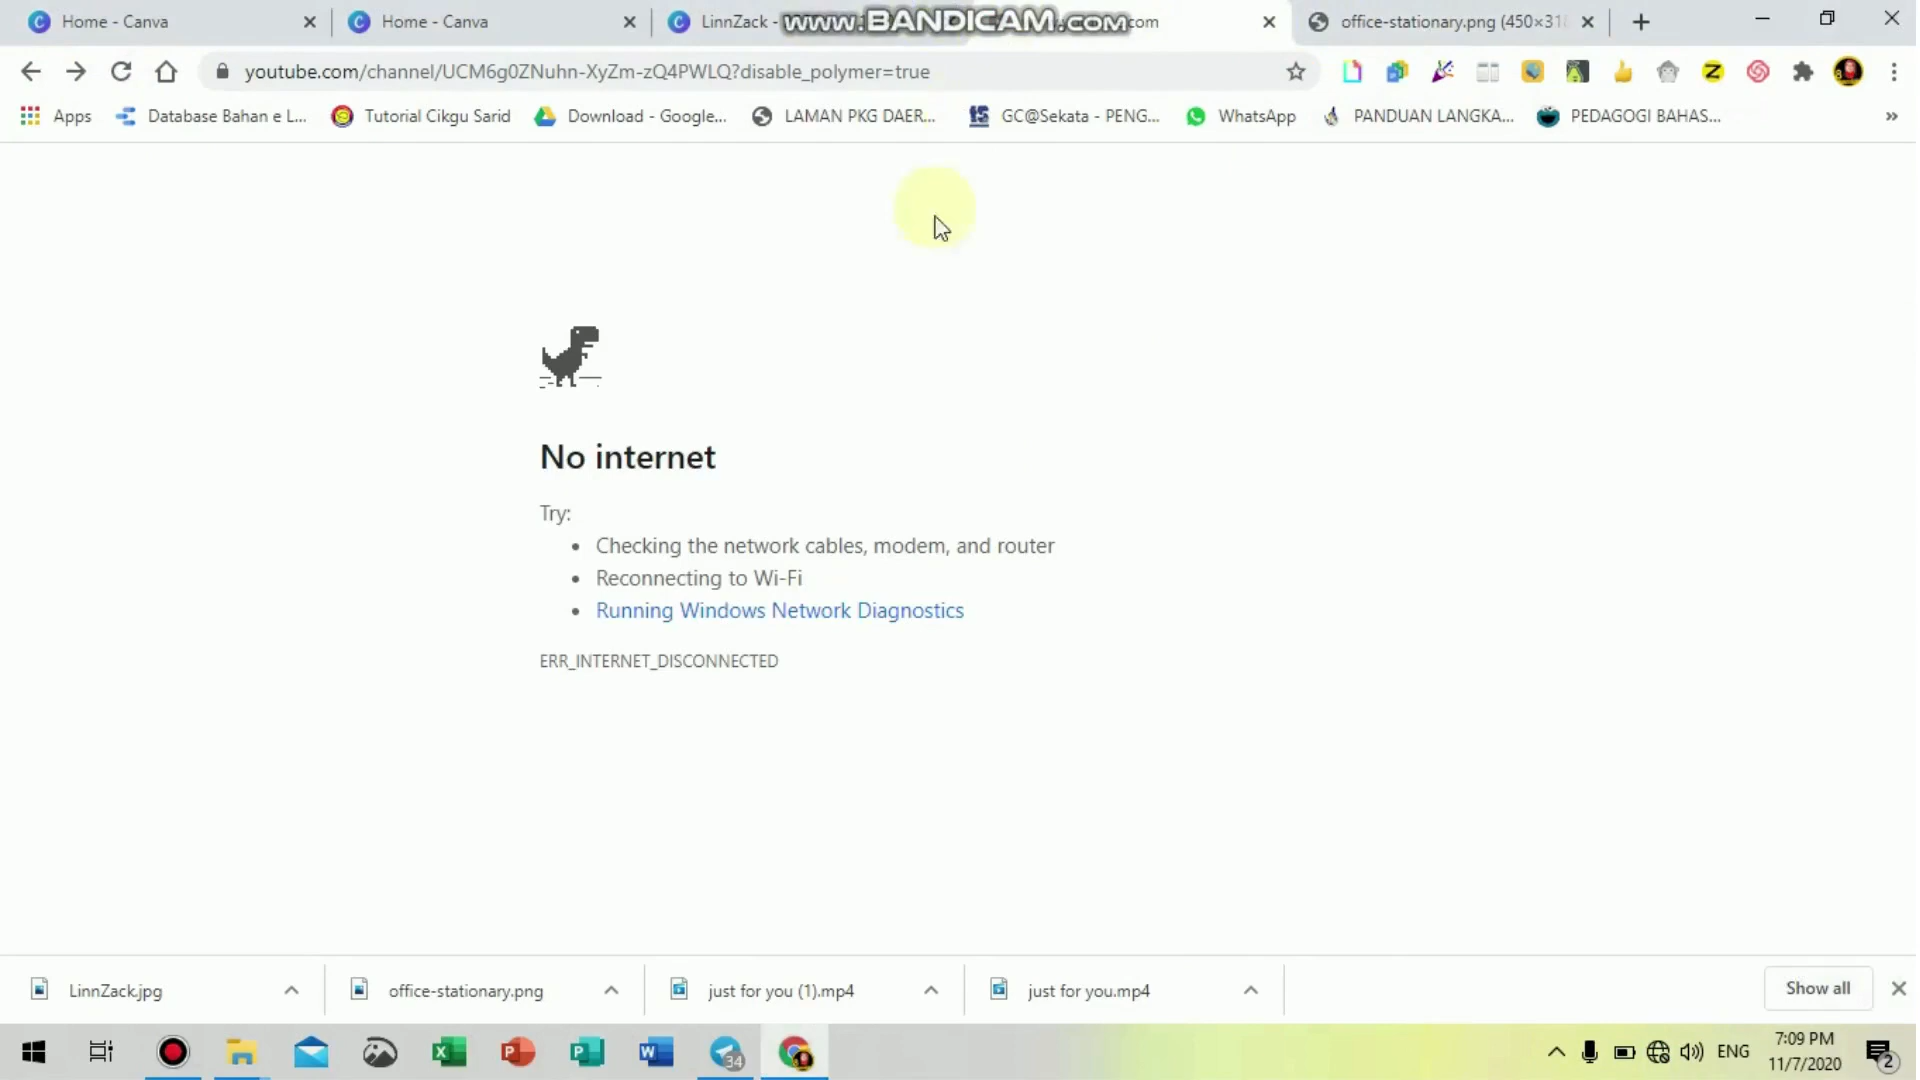 Home - Canva
Home - Canva
LinnZack -
www.BANDICAM.com
com
office-stationary.png (450×318
youtube.com/channel/UCM6g0ZNuhn-XyZm-zQ4PWLQ?disable_polymer=true
Apps
Database Bahan e L...
Tutorial Cikgu Sarid
Download - Google...
LAMAN PKG DAER...
GC@Sekata - PENG...
WhatsApp
PANDUAN LANGKA...
PEDAGOGI BAHAS...
»
No internet
Try:
• Checking the network cables, modem, and router
• Reconnecting to Wi-Fi
• Running Windows Network Diagnostics
ERR_INTERNET_DISCONNECTED
LinnZack.jpg
office-stationary.png
just for you (1).mp4
just for you.mp4
Show all
34
ENG
7:09 PM
11/7/2020
2